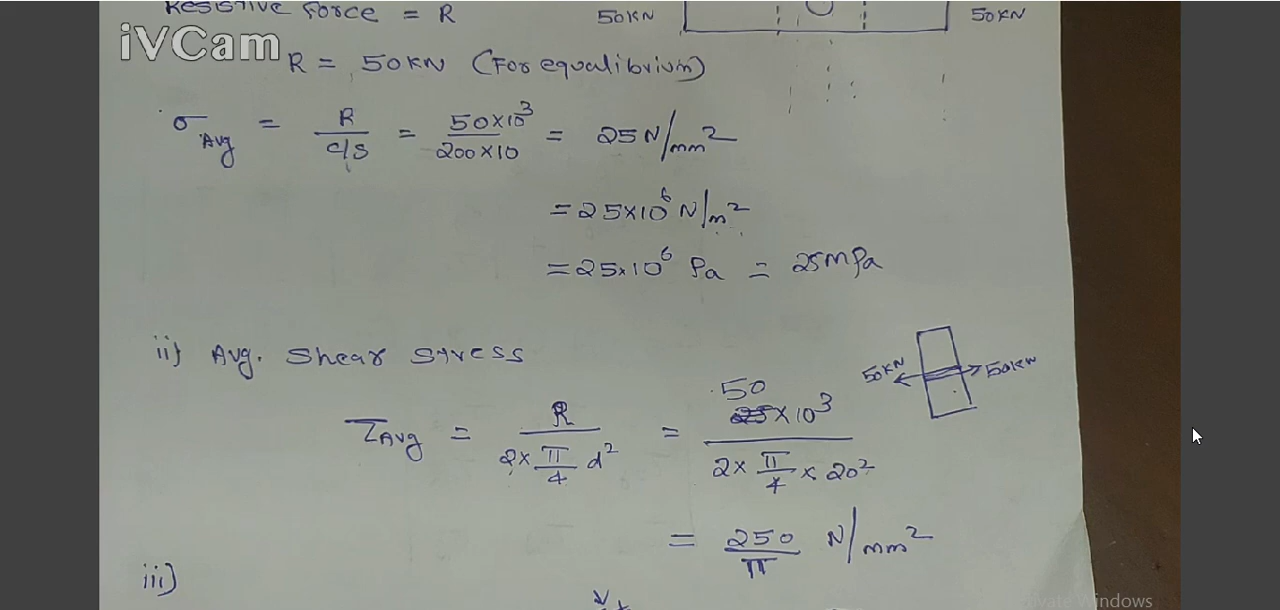 Resistive Force = R
50KN
50KN
iVCam
R = 50KN (For equalibrium)
σAvg = R/c/s = 50×10³/200×10 = 25 N/mm²
= 25×10⁶ N/m²
= 25×10⁶ Pa = 25MPa
ii) Avg. Shear Stress
50KN
50KN
τAvg = R/2×π/4 d² = 50×10³/2×π/4×20²
= 250/π N/mm²
iii)
ivate Windows